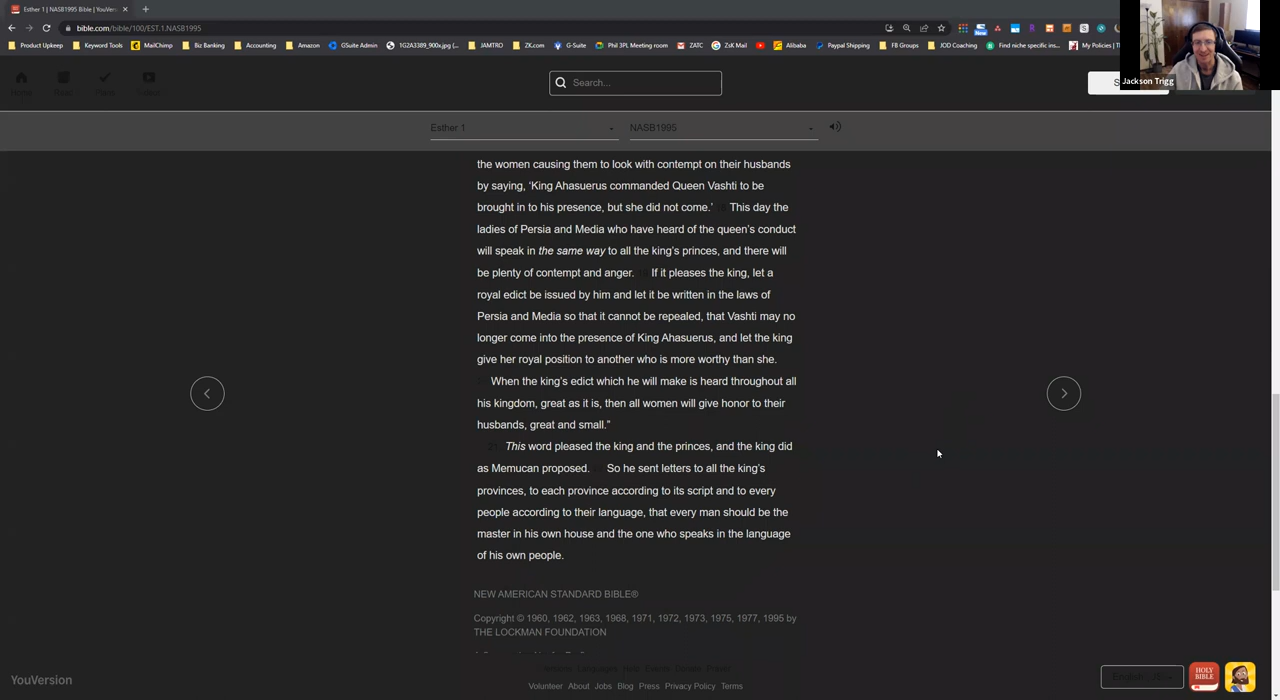 Esther 1 | NASB1995 Bible | YouVer
bible.com/bible/100/EST.1.NASB1995
Product Upkeep Keyword Tools MailChimp Biz Banking Accounting Amazon GSuite Admin 1G2A3389_900x.jpg (... JAMTRO ZK.com G-Suite Phil 3PL Meeting room ZATC ZsK Mail Alibaba Paypal Shipping FB Groups JOD Coaching Find niche specific ins... My Policies | Th
New
Jackson Trigg
Search...
Esther 1 NASB1995
the women causing them to look with contempt on their husbands
by saying, ‘King Ahasuerus commanded Queen Vashti to be
brought in to his presence, but she did not come.’ 18 This day the
ladies of Persia and Media who have heard of the queen’s conduct
will speak in the same way to all the king’s princes, and there will
be plenty of contempt and anger. If it pleases the king, let a
royal edict be issued by him and let it be written in the laws of
Persia and Media so that it cannot be repealed, that Vashti may no
longer come into the presence of King Ahasuerus, and let the king
give her royal position to another who is more worthy than she.
When the king’s edict which he will make is heard throughout all
his kingdom, great as it is, then all women will give honor to their
husbands, great and small.”
21 This word pleased the king and the princes, and the king did
as Memucan proposed. So he sent letters to all the king’s
provinces, to each province according to its script and to every
people according to their language, that every man should be the
master in his own house and the one who speaks in the language
of his own people.
NEW AMERICAN STANDARD BIBLE®
Copyright © 1960, 1962, 1963, 1968, 1971, 1972, 1973, 1975, 1977, 1995 by
THE LOCKMAN FOUNDATION
YouVersion
Volunteer About Jobs Blog Press Privacy Policy Terms
HOLY
BIBLE